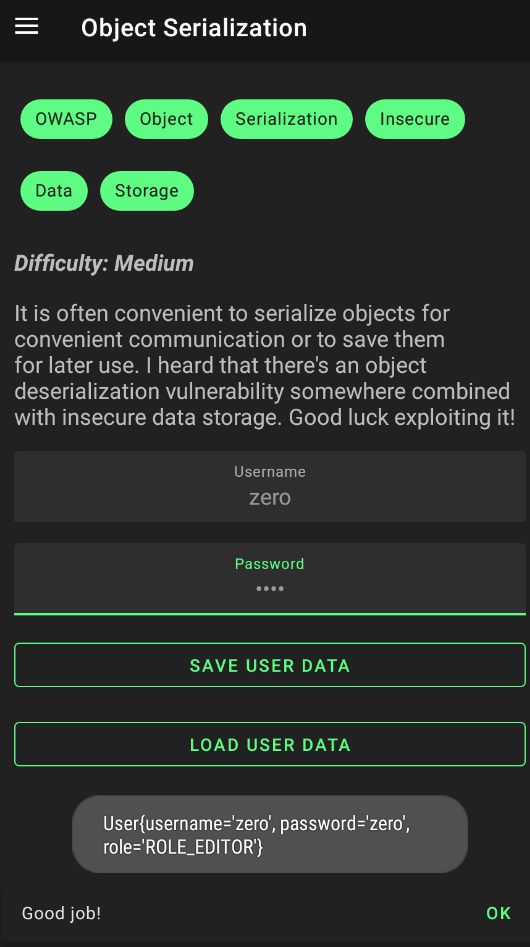 Object Serialization
OWASP Object Serialization Insecure
Data Storage
Difficulty: Medium
It is often convenient to serialize objects for
convenient communication or to save them
for later use. I heard that there's an object
deserialization vulnerability somewhere combined
with insecure data storage. Good luck exploiting it!
Username
zero
Password
••••
SAVE USER DATA
LOAD USER DATA
User{username='zero', password='zero',
role='ROLE_EDITOR'}
Good job! OK